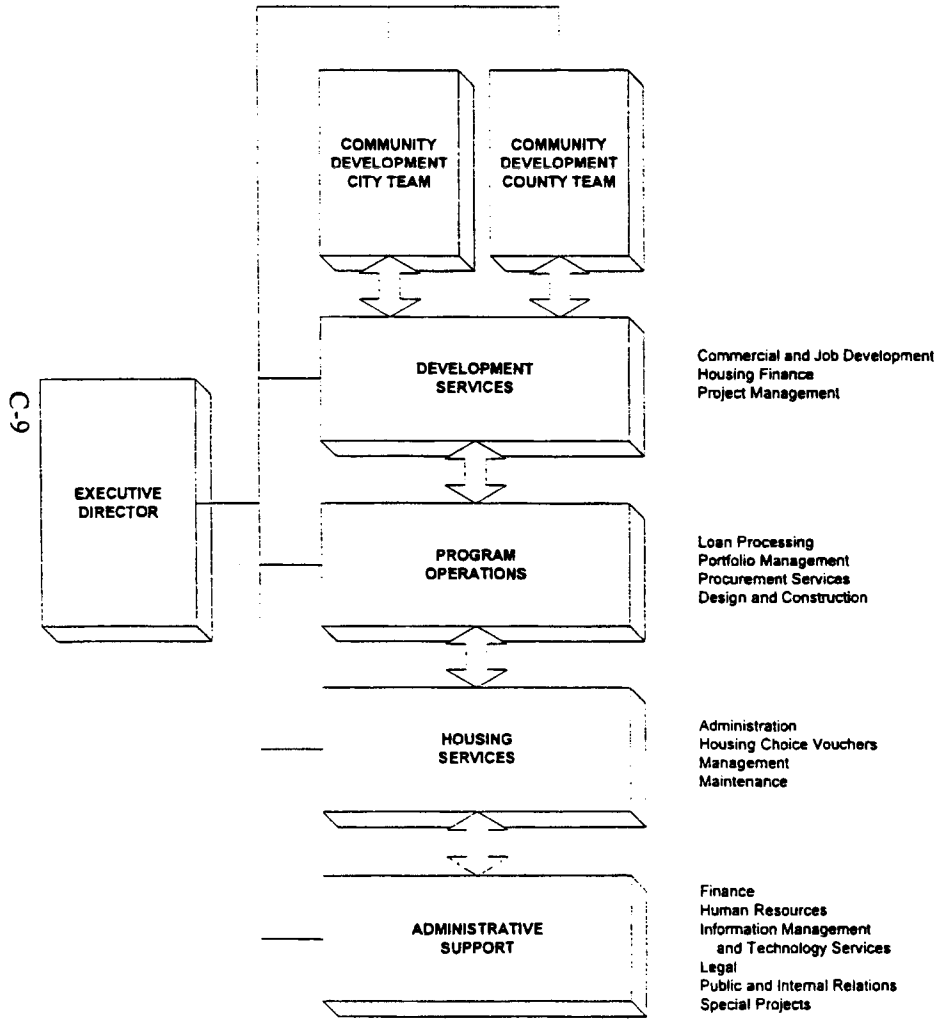 COMMUNITY
DEVELOPMENT
CITY TEAM
COMMUNITY
DEVELOPMENT
COUNTY TEAM
DEVELOPMENT
SERVICES
Commercial and Job Development
Housing Finance
Project Management
C-9
EXECUTIVE
DIRECTOR
PROGRAM
OPERATIONS
Loan Processing
Portfolio Management
Procurement Services
Design and Construction
HOUSING
SERVICES
Administration
Housing Choice Vouchers
Management
Maintenance
ADMINISTRATIVE
SUPPORT
Finance
Human Resources
Information Management
and Technology Services
Legal
Public and Internal Relations
Special Projects